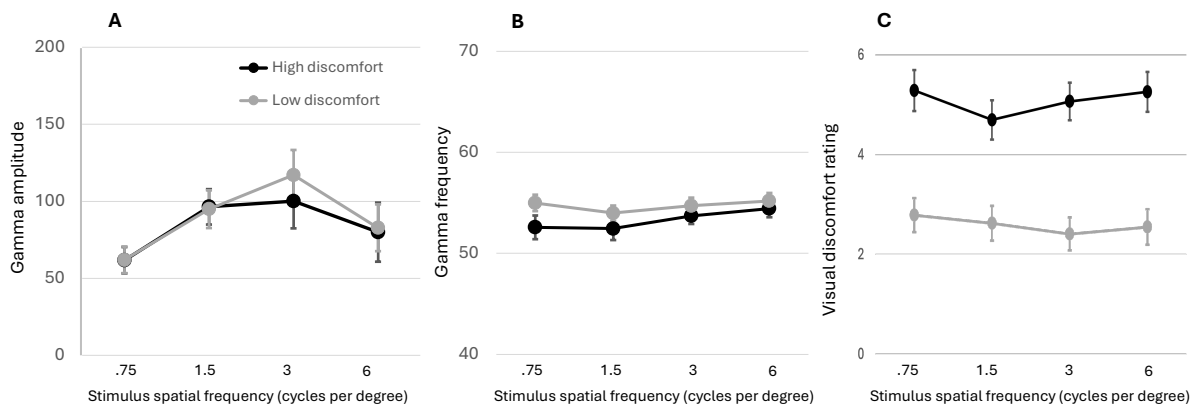 A
Gamma amplitude
200
150
100
50
0
High discomfort
Low discomfort
.75 1.5 3 6
Stimulus spatial frequency (cycles per degree)
B
Gamma frequency
70
60
50
40
.75 1.5 3 6
Stimulus spatial frequency (cycles per degree)
C
Visual discomfort rating
6
4
2
0
.75 1.5 3 6
Stimulus spatial frequency (cycles per degree)